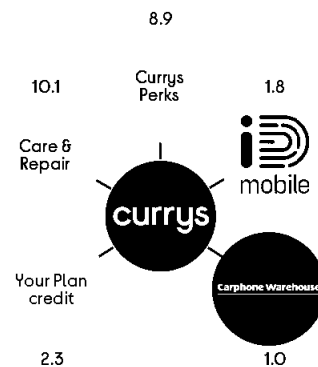 8.9
Currys
Perks
10.1
1.8
Care &
Repair
iD
mobile
currys
Your Plan
credit
Carphone Warehouse
2.3
1.0